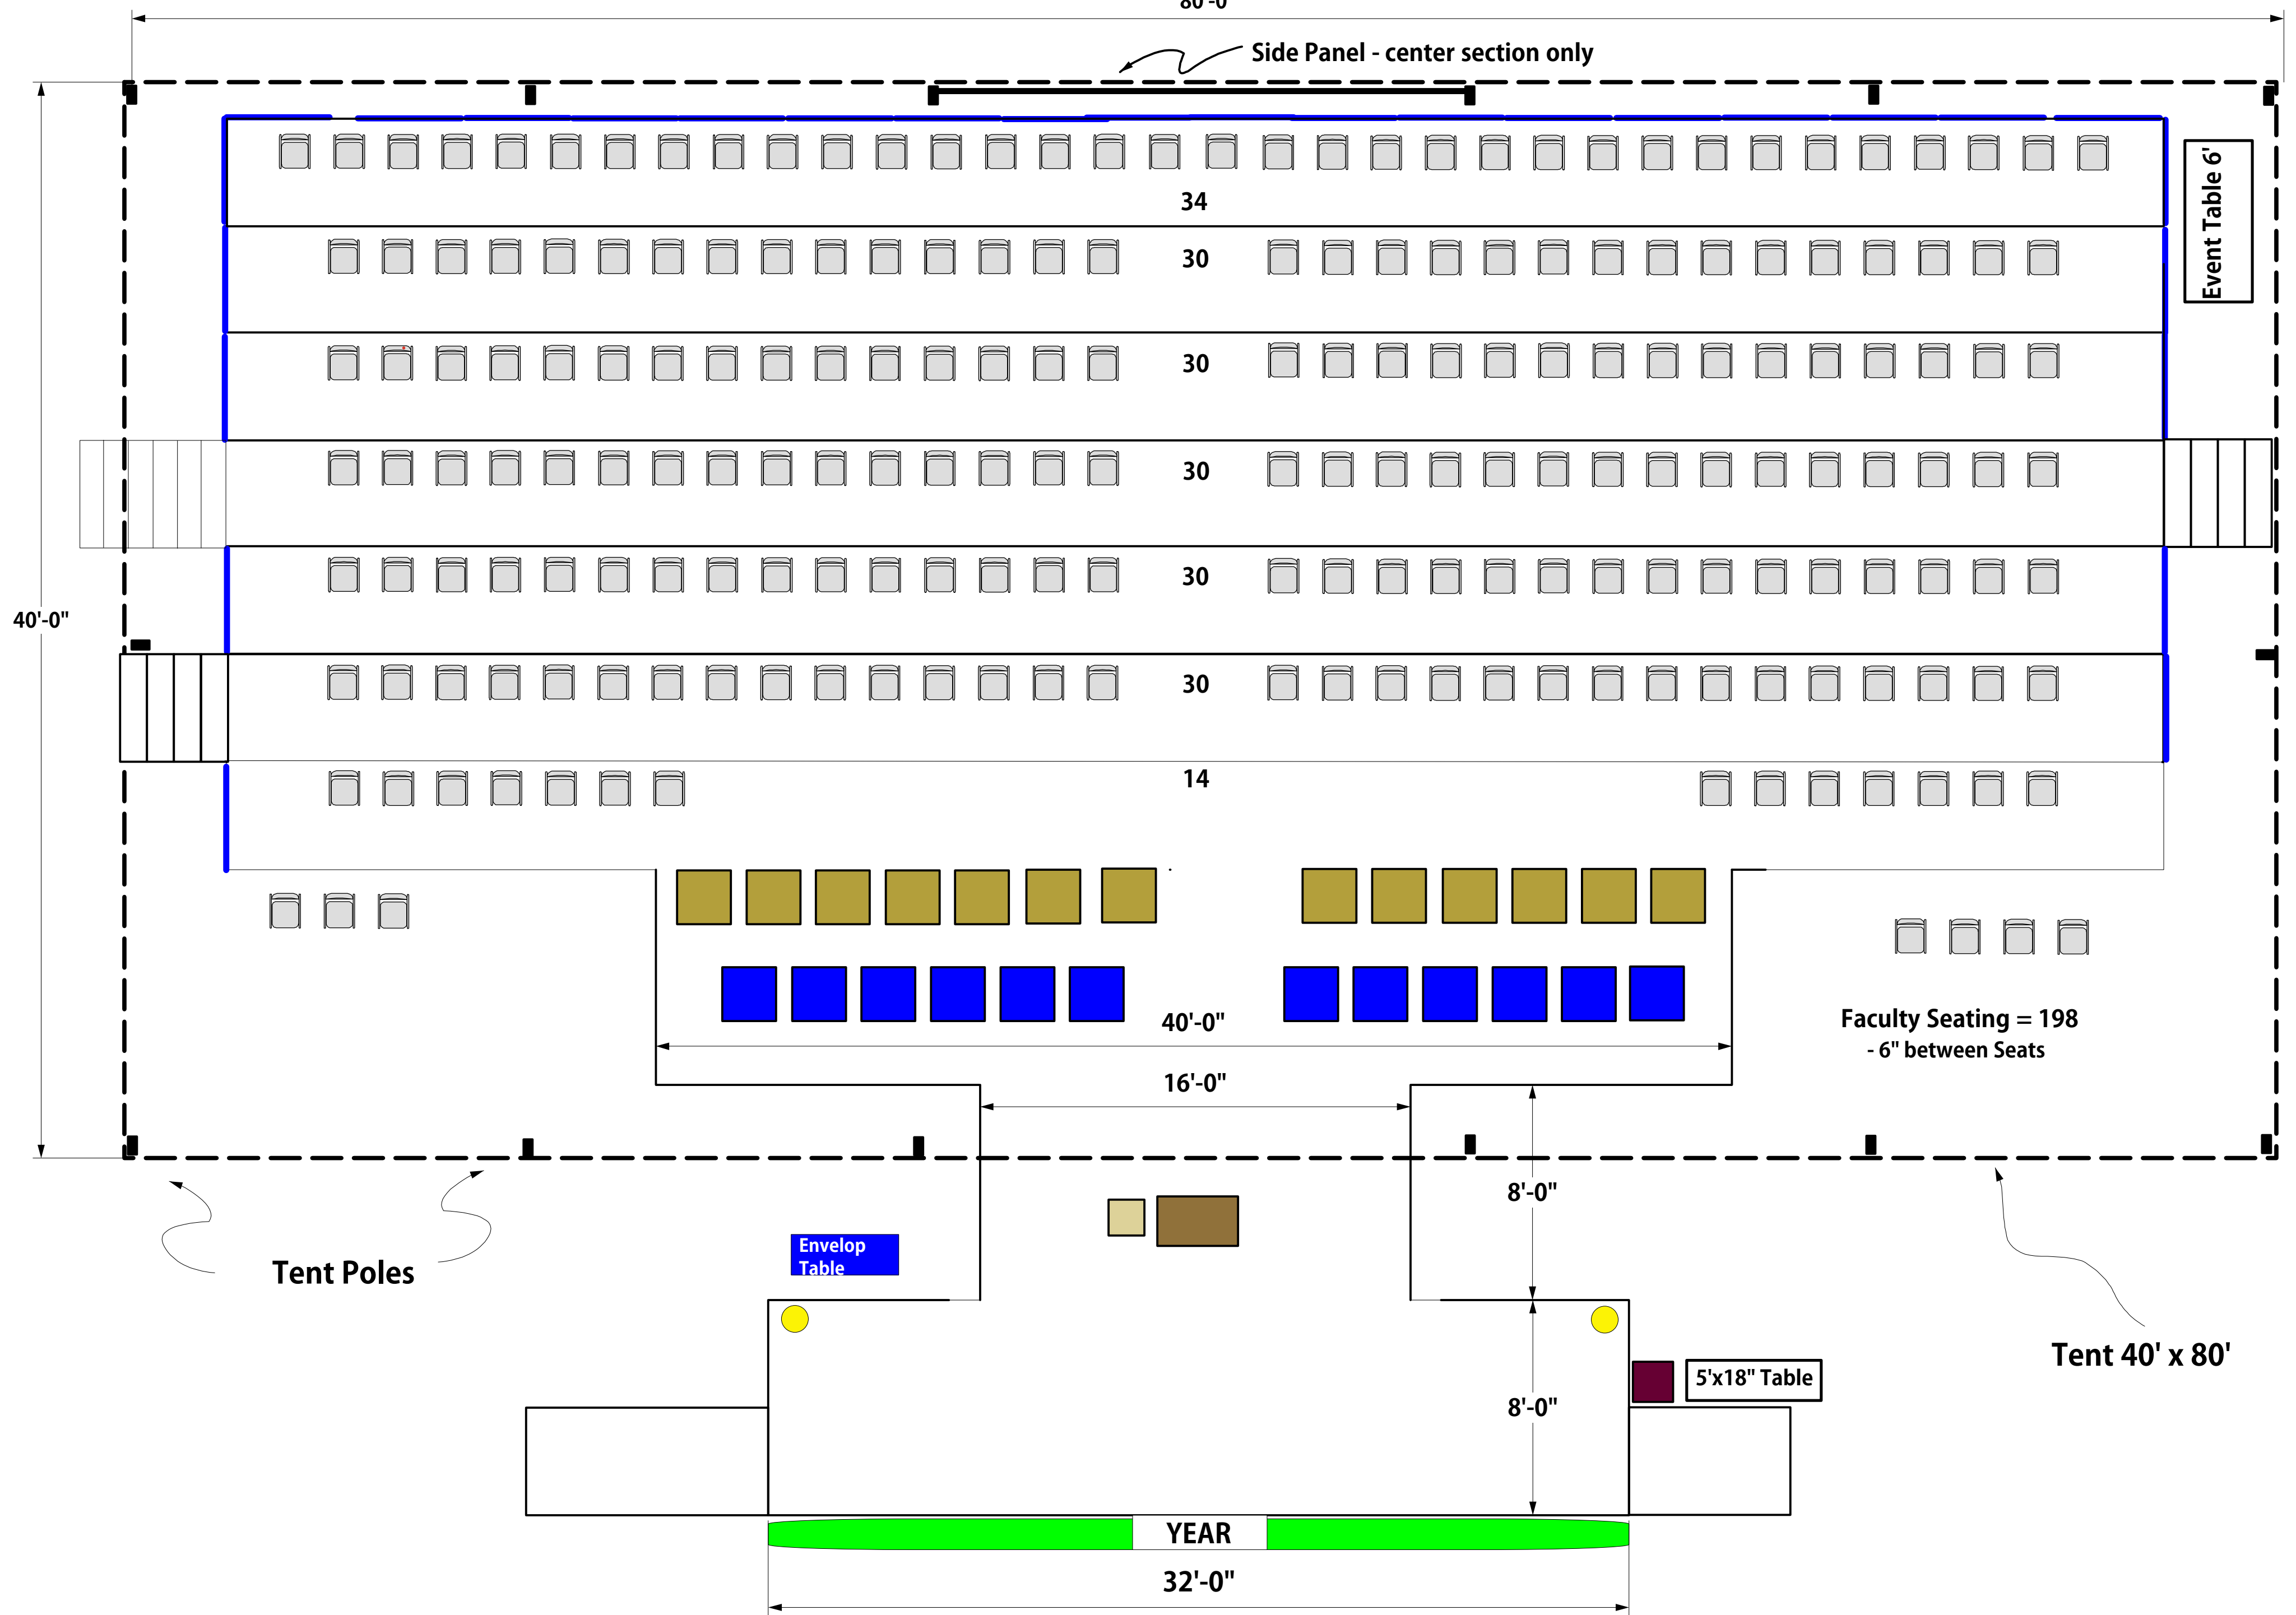 80'-0"
Side Panel - center section only
Event Table 6'
34
30
30
30
30
30
14
40'-0"
40'-0"
16'-0"
Faculty Seating = 198
- 6" between Seats
8'-0"
Envelop
Table
Tent Poles
Tent 40' x 80'
5'x18" Table
8'-0"
YEAR
32'-0"